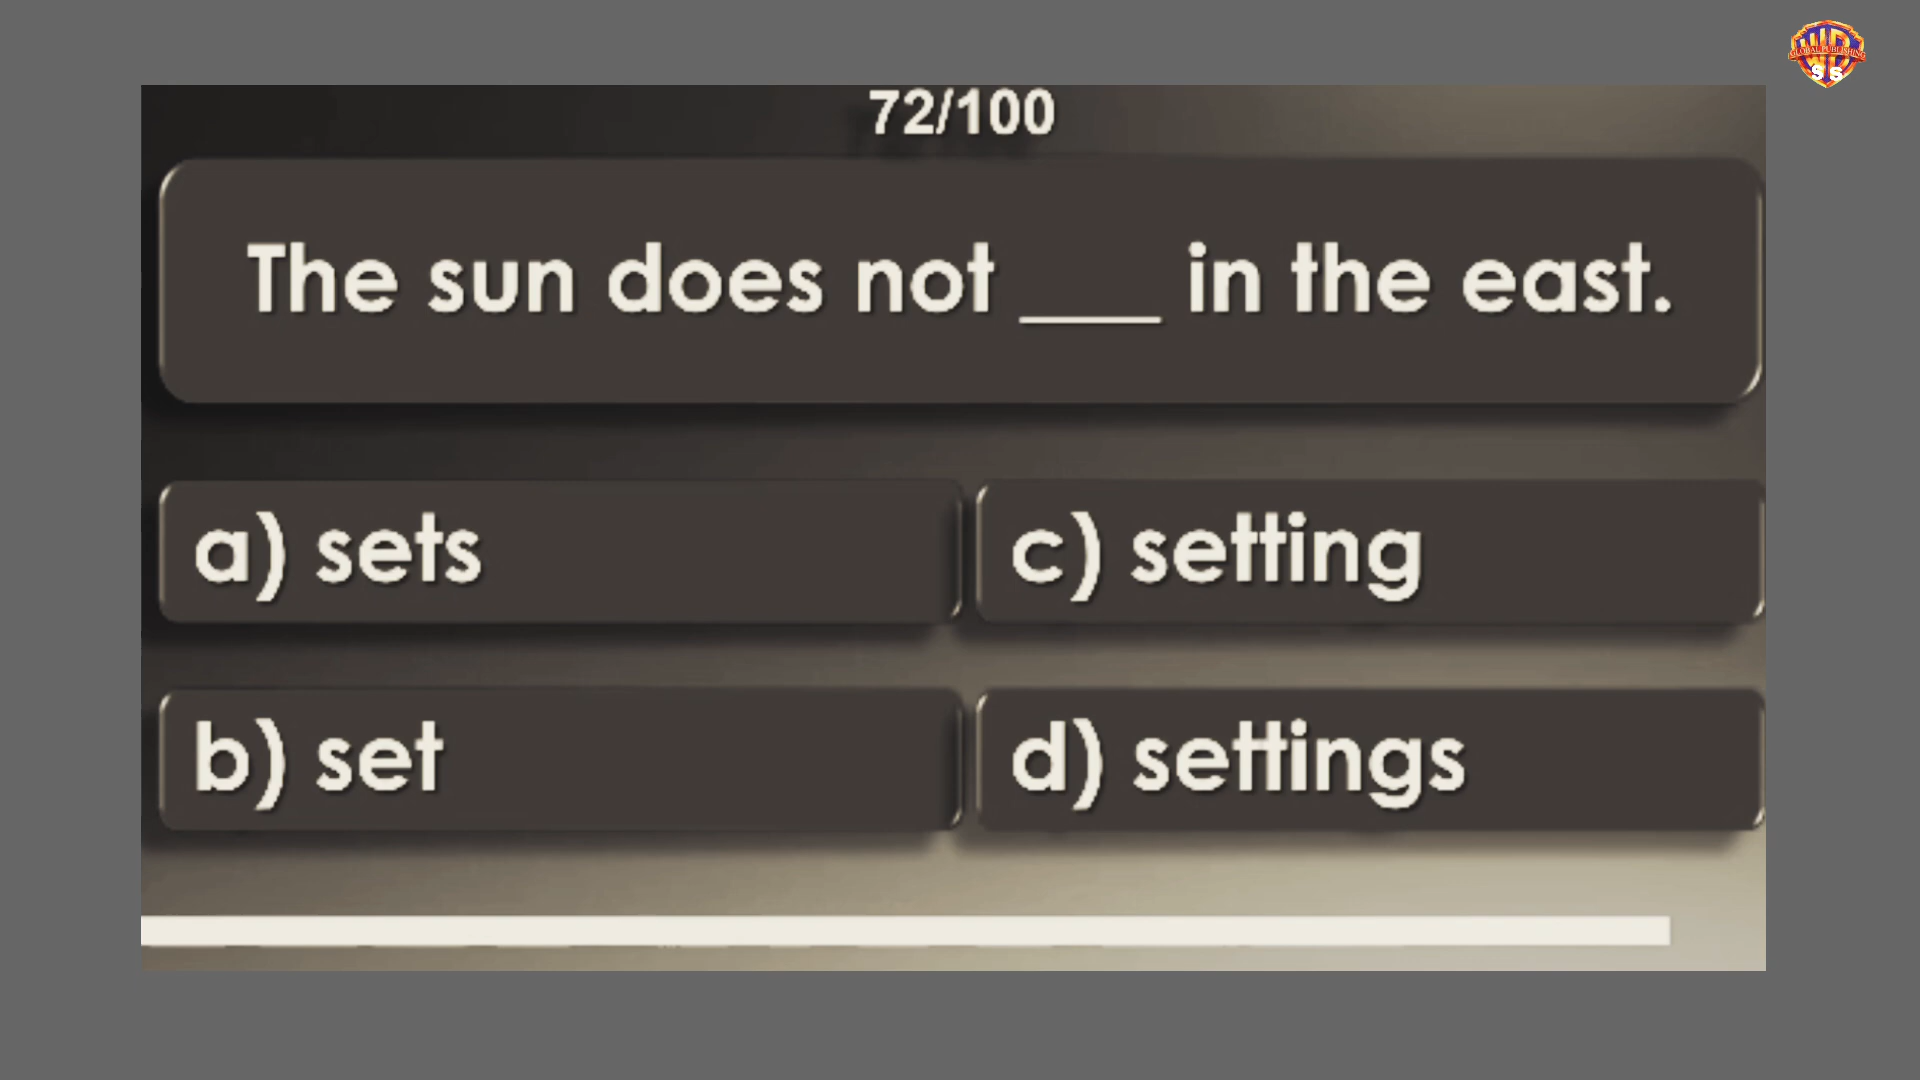 72/100
The sun does not ___ in the east.
a) sets
c) setting
b) set
d) settings